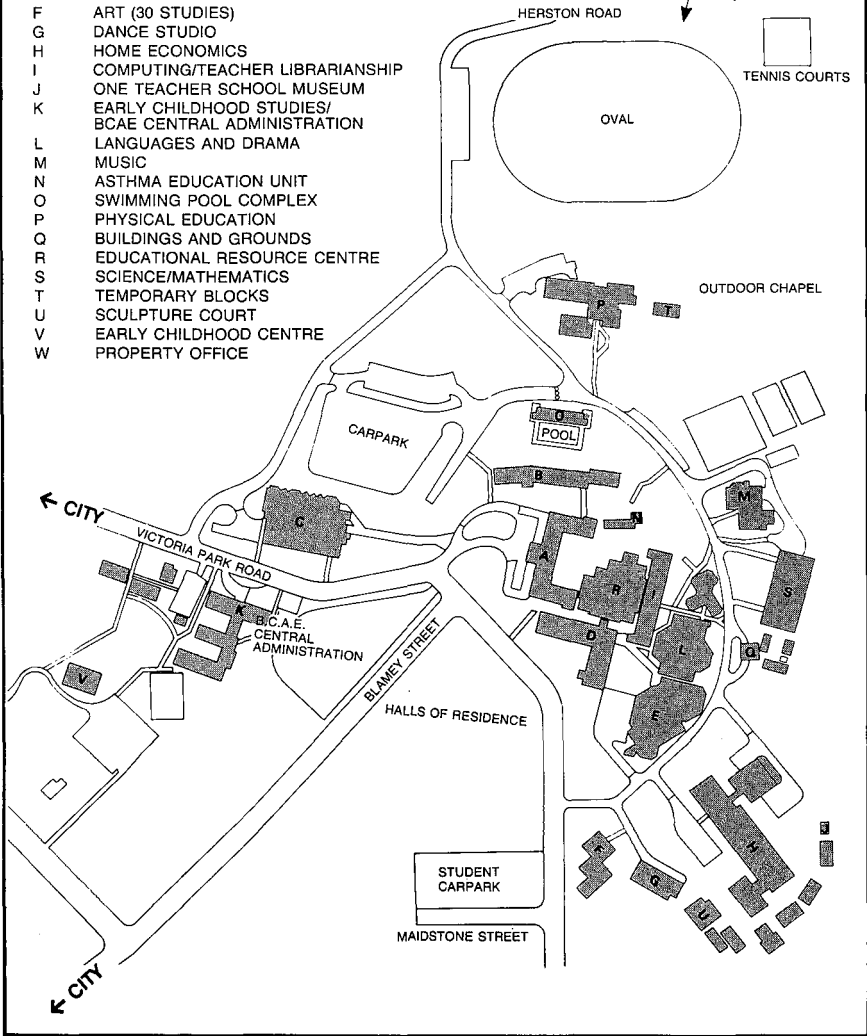 F ART (30 STUDIES)
G DANCE STUDIO
H HOME ECONOMICS
I COMPUTING/TEACHER LIBRARIANSHIP
J ONE TEACHER SCHOOL MUSEUM
K EARLY CHILDHOOD STUDIES/
BCAE CENTRAL ADMINISTRATION
L LANGUAGES AND DRAMA
M MUSIC
N ASTHMA EDUCATION UNIT
O SWIMMING POOL COMPLEX
P PHYSICAL EDUCATION
Q BUILDINGS AND GROUNDS
R EDUCATIONAL RESOURCE CENTRE
S SCIENCE/MATHEMATICS
T TEMPORARY BLOCKS
U SCULPTURE COURT
V EARLY CHILDHOOD CENTRE
W PROPERTY OFFICE
HERSTON ROAD
TENNIS COURTS
OVAL
OUTDOOR CHAPEL
P
T
O
POOL
CARPARK
B
← CITY
VICTORIA PARK ROAD
C
N
M
A
R
I
S
K
B.C.A.E.
CENTRAL
ADMINISTRATION
D
L
Q
V
BLAMEY STREET
HALLS OF RESIDENCE
E
J
H
F
G
U
STUDENT
CARPARK
MAIDSTONE STREET
← CITY